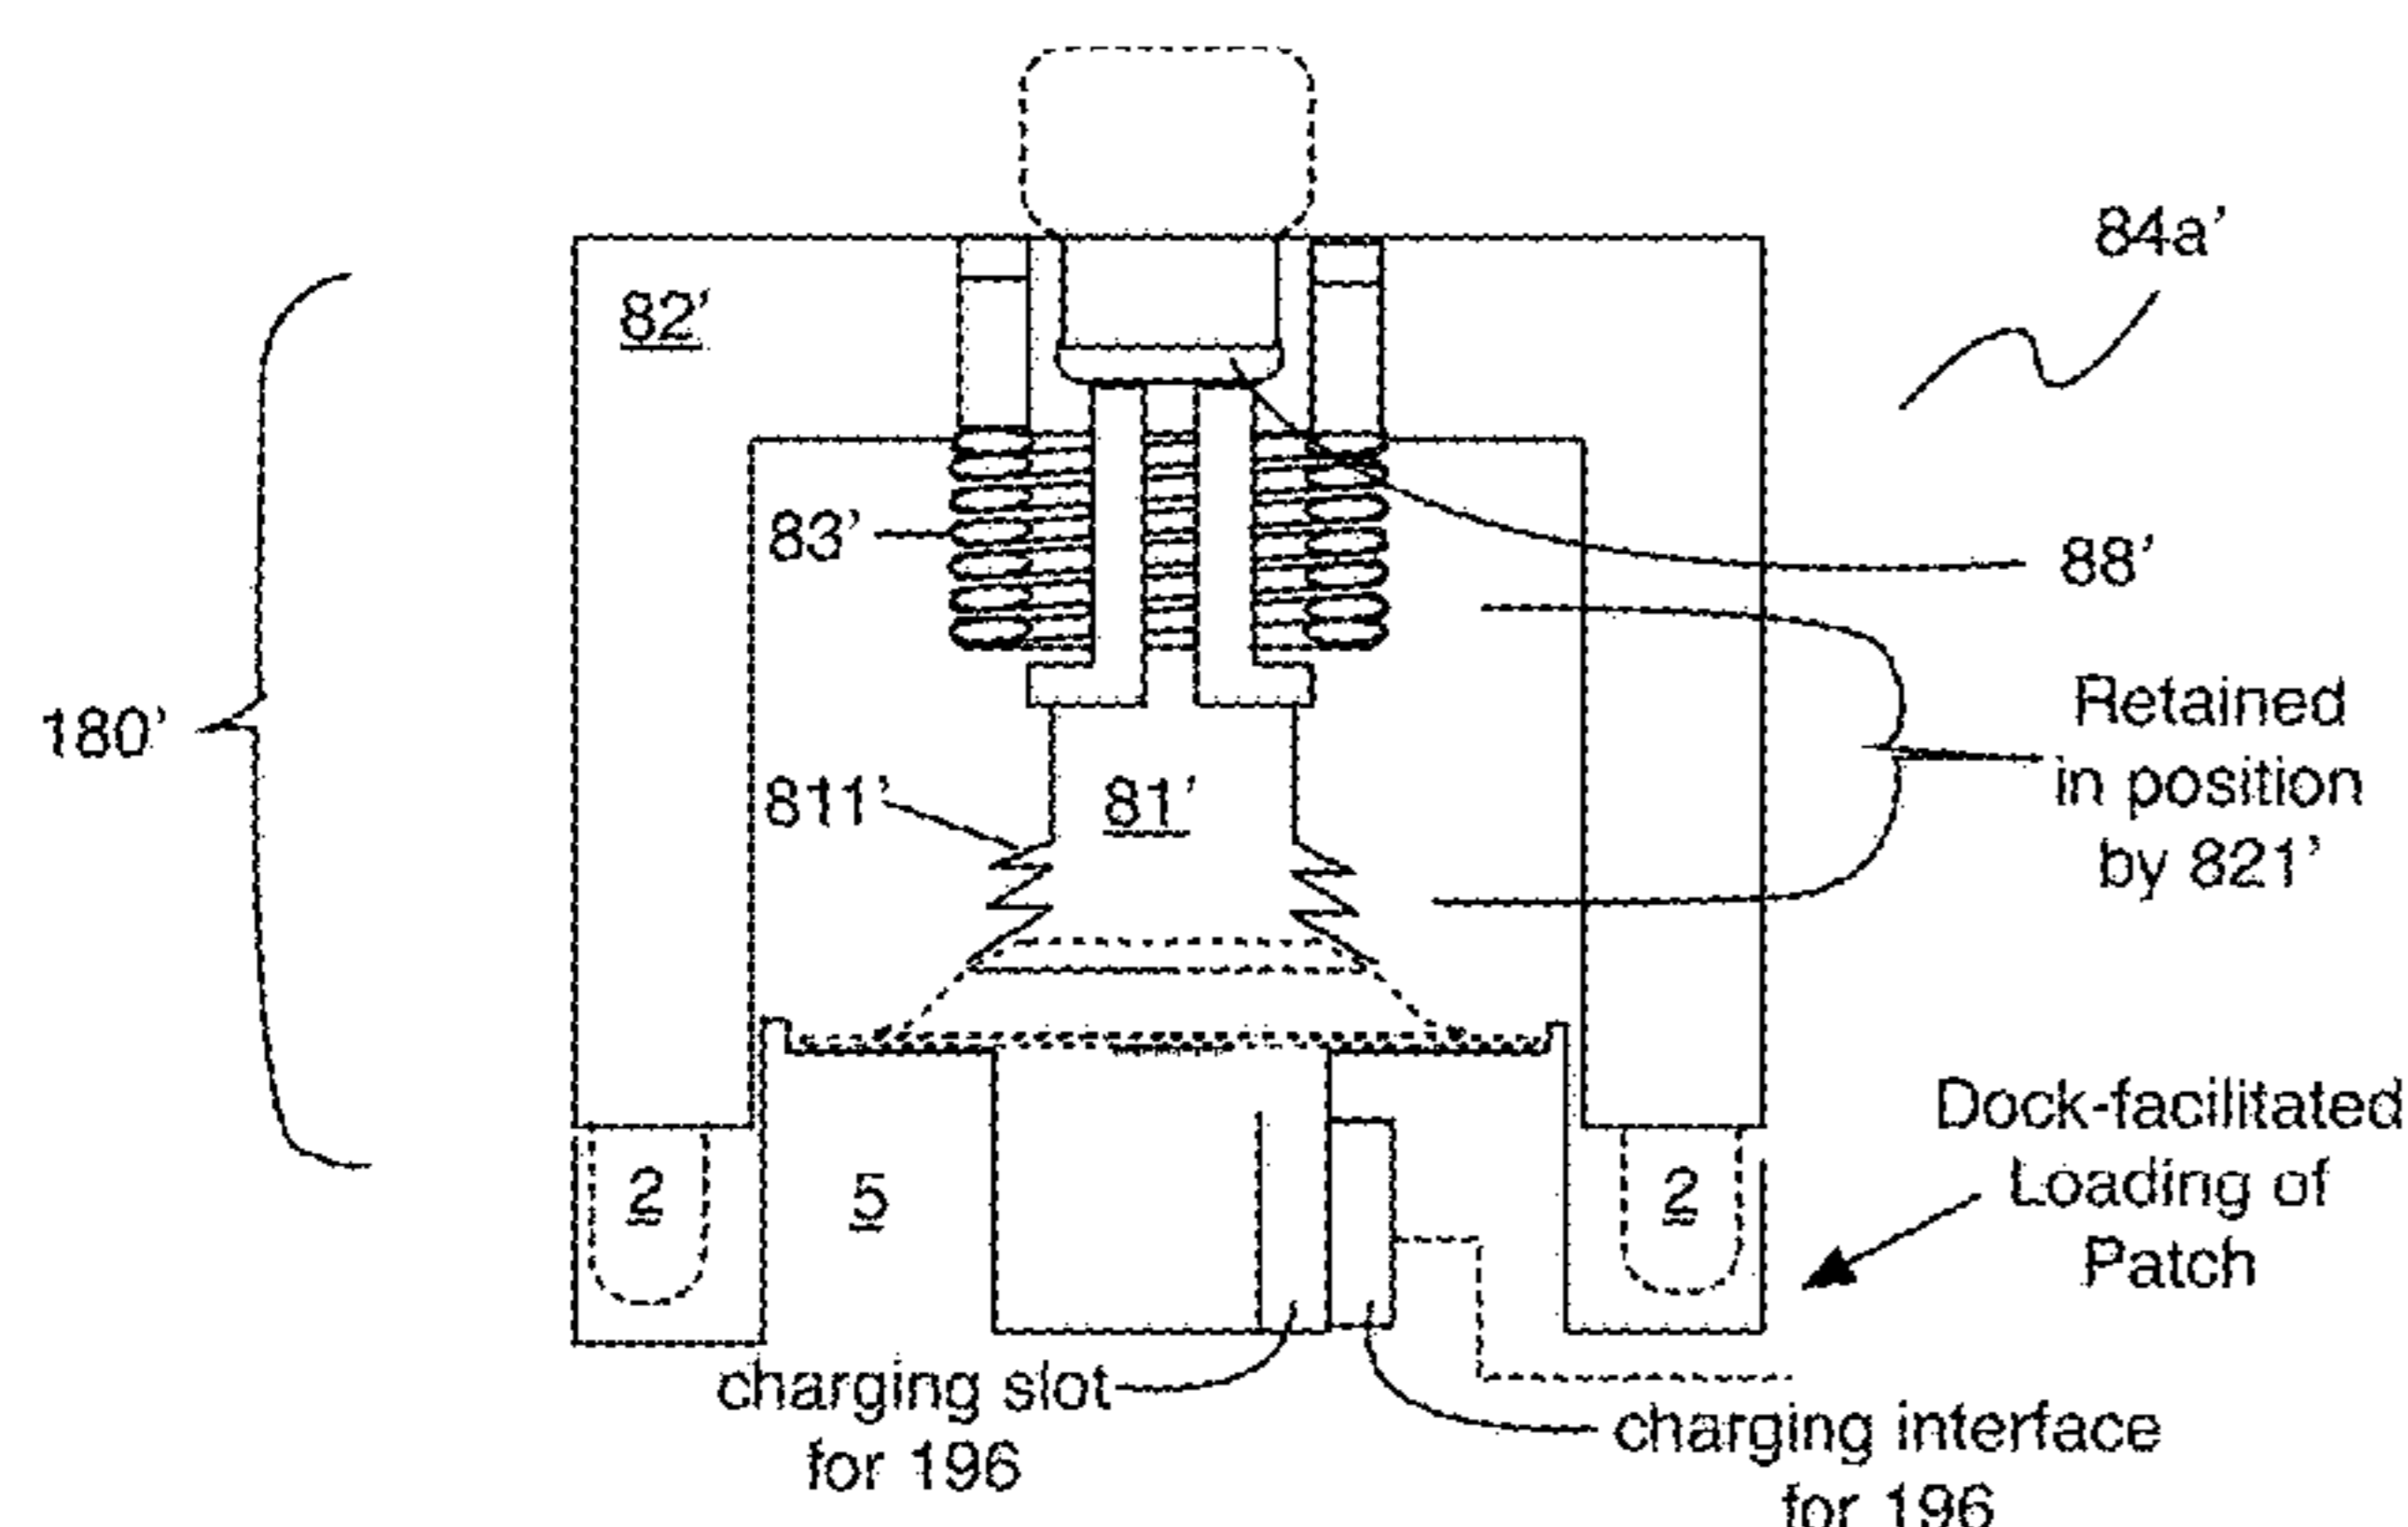 84a’
82’
83’
88’
180’
Retained
in position
by 821’
811’
81’
Dock-facilitated
Loading of
Patch
2
5
2
charging slot
for 196
charging interface
for 196